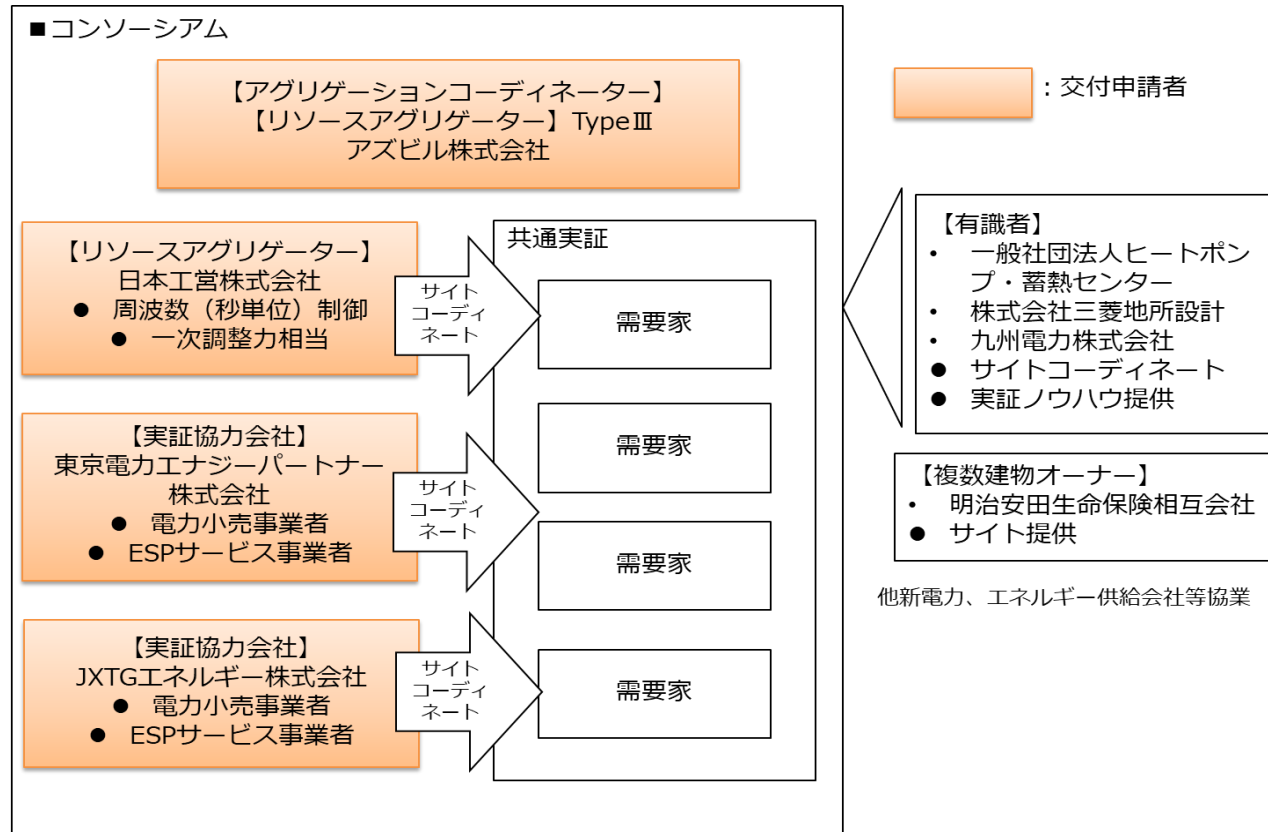 ■コンソーシアム
【アグリゲーションコーディネーター】
【リソースアグリゲーター】TypeⅢ
アズビル株式会社
：交付申請者
【リソースアグリゲーター】
日本工営株式会社
● 周波数（秒単位）制御
● 一次調整力相当
サイト
コーディ
ネート
共通実証
需要家
【実証協力会社】
東京電力エナジーパートナー
株式会社
● 電力小売事業者
● ESPサービス事業者
サイト
コーディ
ネート
需要家
需要家
【実証協力会社】
JXTGエネルギー株式会社
● 電力小売事業者
● ESPサービス事業者
サイト
コーディ
ネート
需要家
【有識者】
• 一般社団法人ヒートポン
プ・蓄熱センター
• 株式会社三菱地所設計
• 九州電力株式会社
● サイトコーディネート
● 実証ノウハウ提供
【複数建物オーナー】
• 明治安田生命保険相互会社
● サイト提供
他新電力、エネルギー供給会社等協業